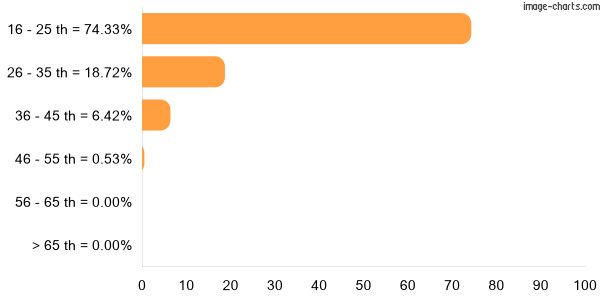 image-charts.com
16 - 25 th = 74.33%
26 - 35 th = 18.72%
36 - 45 th = 6.42%
46 - 55 th = 0.53%
56 - 65 th = 0.00%
> 65 th = 0.00%
0 10 20 30 40 50 60 70 80 90 100